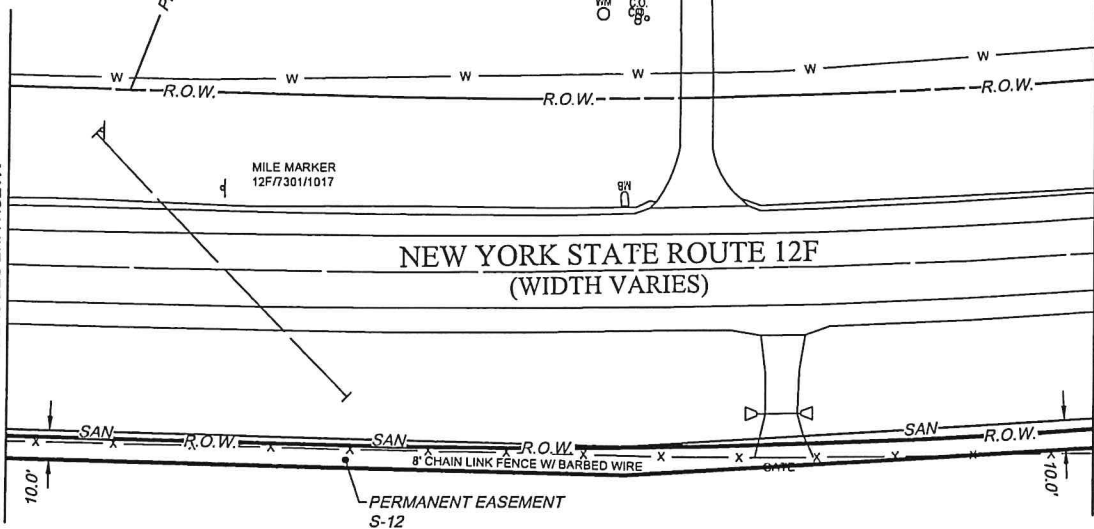 WM
C.O.
W W W W W W
R.O.W. R.O.W. R.O.W.
MILE MARKER
12F/7301/1017
MB
NEW YORK STATE ROUTE 12F
(WIDTH VARIES)
SAN SAN SAN
R.O.W. R.O.W. R.O.W.
X X X X X X X X X X X X
8' CHAIN LINK FENCE W/ BARBED WIRE
GATE
10.0'
10.0'
PERMANENT EASEMENT
S-12